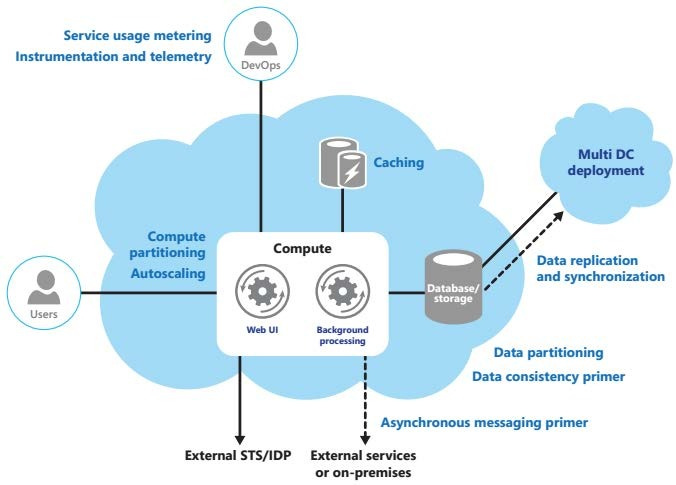 Service usage metering
Instrumentation and telemetry
DevOps
Caching
Multi DC
deployment
Compute
partitioning
Autoscaling
Compute
Users
Web UI
Background
processing
Database/
storage
Data replication
and synchronization
Data partitioning
Data consistency primer
Asynchronous messaging primer
External STS/IDP
External services
or on-premises